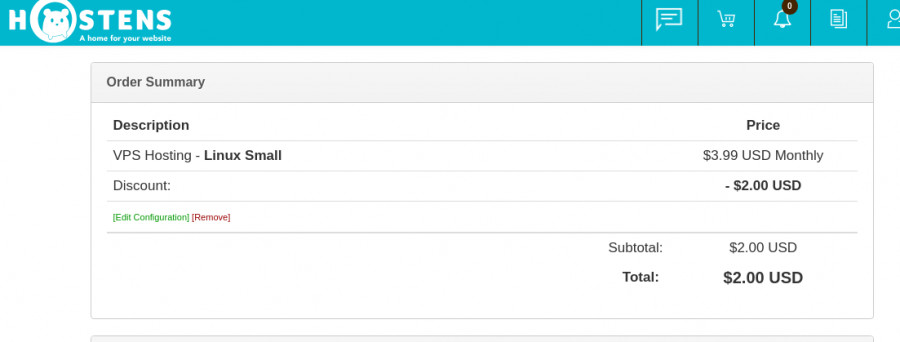 HOSTENS
A home for your website
0
Order Summary
Description Price
VPS Hosting - Linux Small $3.99 USD Monthly
Discount: - $2.00 USD
[Edit Configuration] [Remove]
Subtotal: $2.00 USD
Total: $2.00 USD